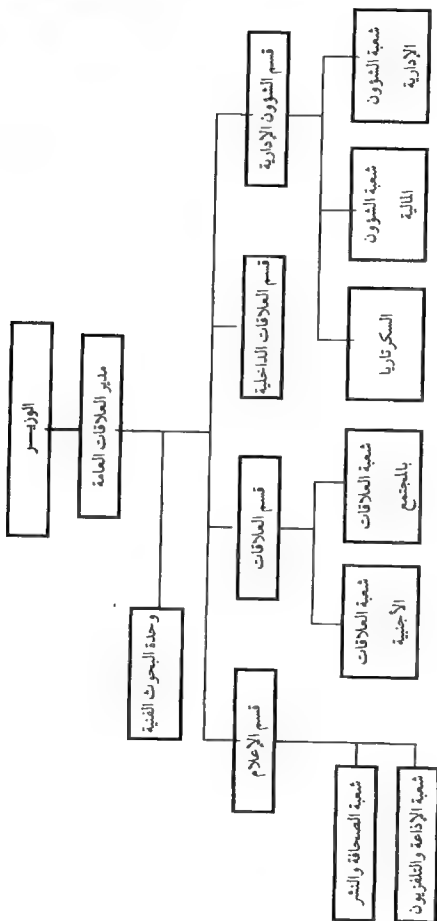 الوزيـــر
مدير العلاقات العامة
وحدة البحوث الفنية
قسم الشؤون الإدارية
قسم العلاقات الداخلية
قسم العلاقات
قسم الإعلام
شعبة الشؤون
الإدارية
شعبة الشؤون
المالية
السكرتاريا
شعبة العلاقات
بالمجتمع
شعبة العلاقات
الأجنبية
شعبة الصحافة والنشر
شعبة الإذاعة والتلفزيون